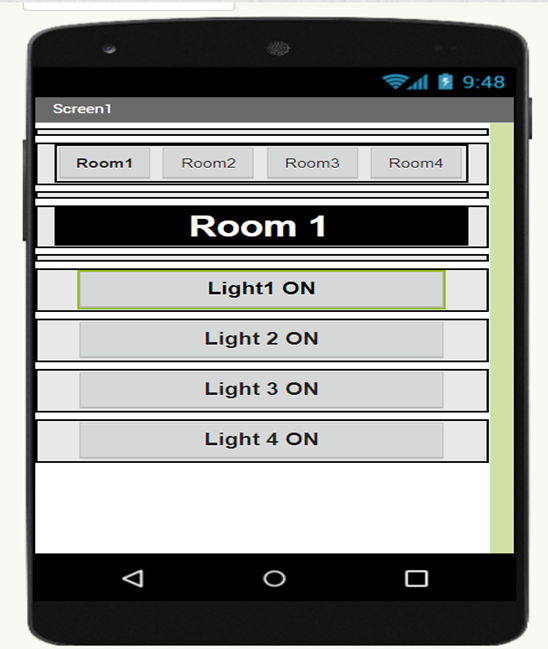 9:48
Screen1
Room1 Room2 Room3 Room4
Room 1
Light1 ON
Light 2 ON
Light 3 ON
Light 4 ON